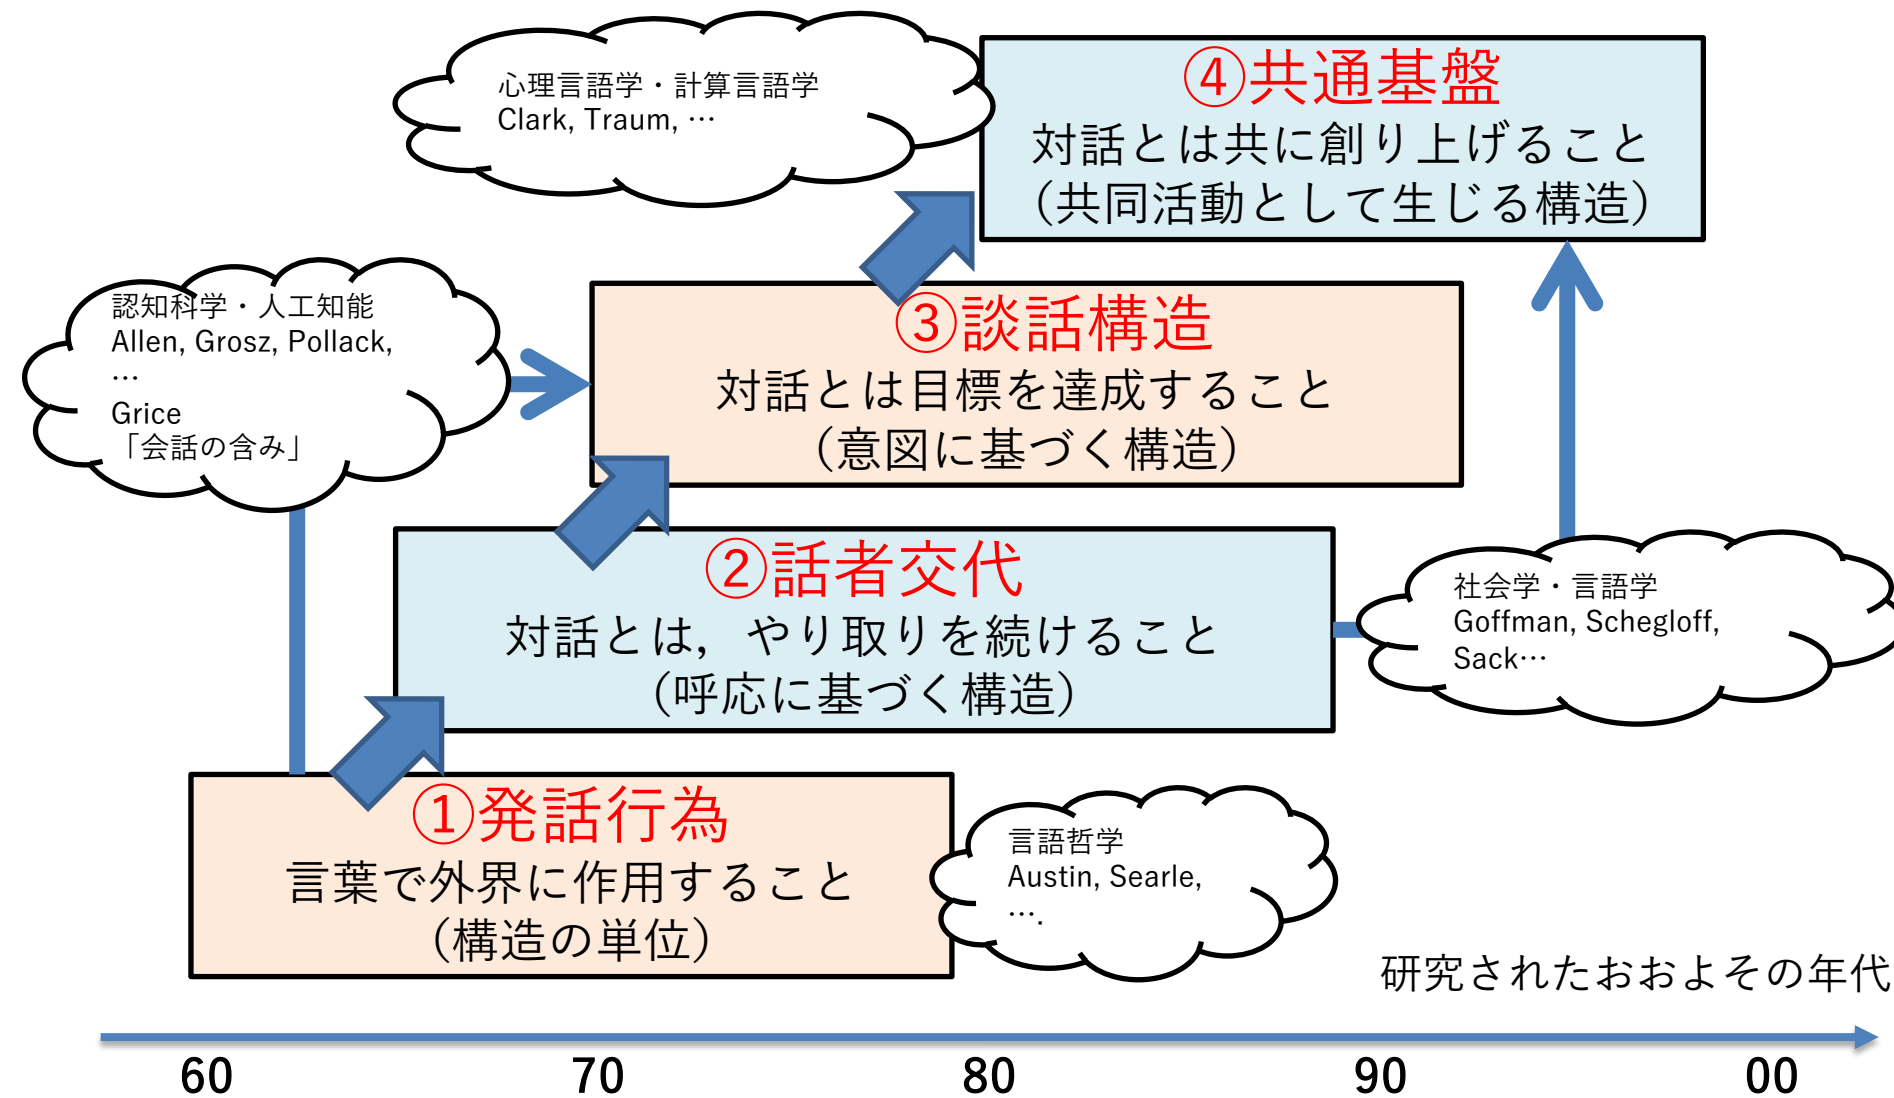 心理言語学・計算言語学
Clark, Traum, …
④共通基盤
対話とは共に創り上げること
（共同活動として生じる構造）
認知科学・人工知能
Allen, Grosz, Pollack,
…
Grice
「会話の含み」
③談話構造
対話とは目標を達成すること
（意図に基づく構造）
②話者交代
対話とは，やり取りを続けること
（呼応に基づく構造）
社会学・言語学
Goffman, Schegloff,
Sack…
①発話行為
言葉で外界に作用すること
（構造の単位）
言語哲学
Austin, Searle,
….
研究されたおおよその年代
60 70 80 90 00